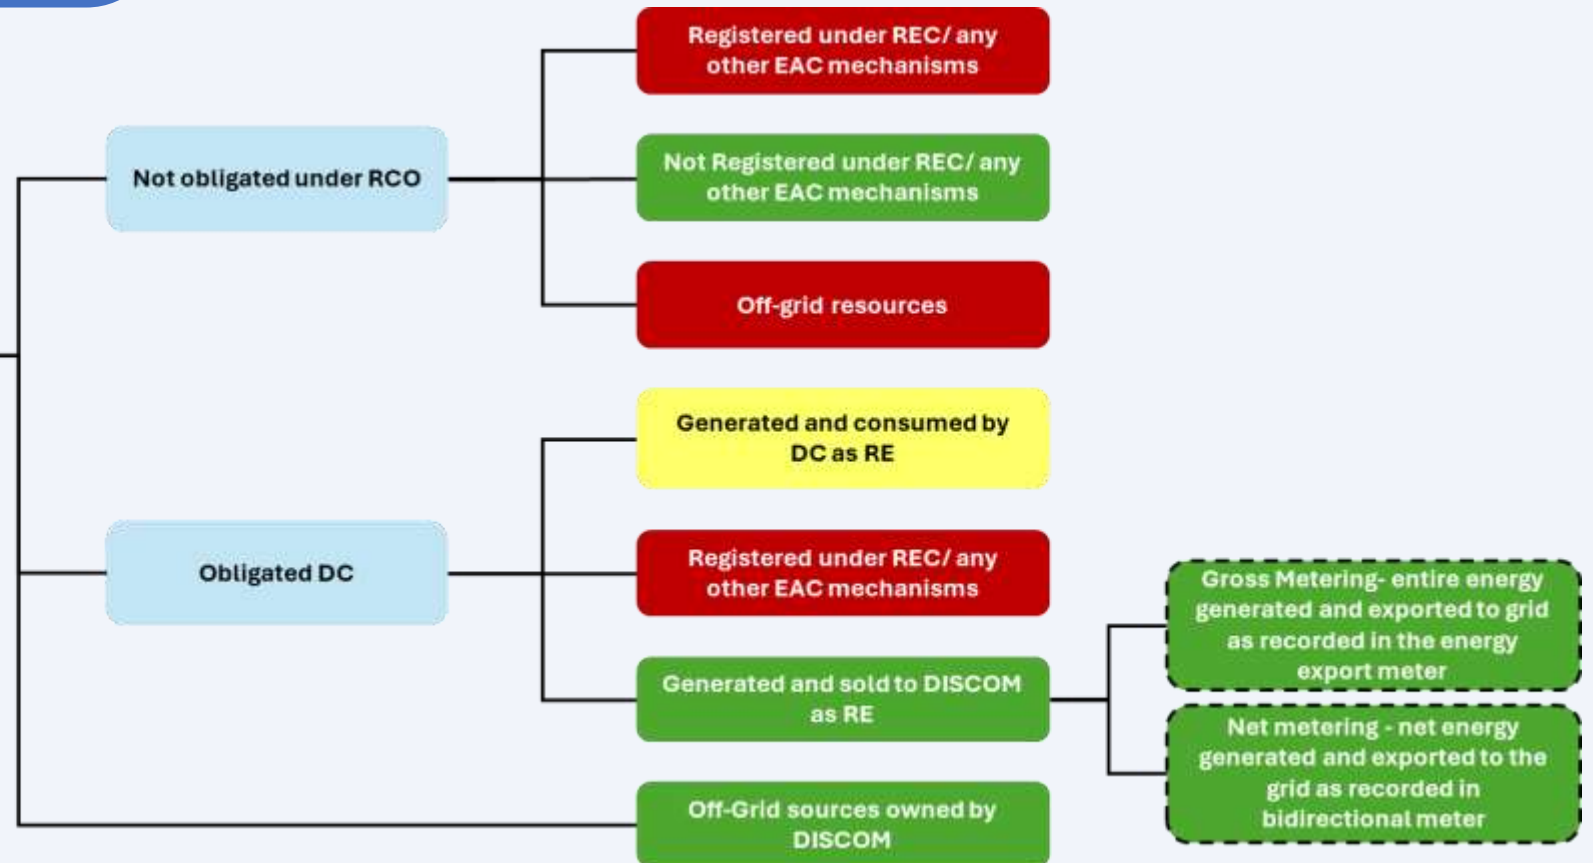 Registered under REC/ any
other EAC mechanisms
Not obligated under RCO
Not Registered under REC/ any
other EAC mechanisms
Off-grid resources
Generated and consumed by
DC as RE
Obligated DC
Registered under REC/ any
other EAC mechanisms
Generated and sold to DISCOM
as RE
Gross Metering- entire energy
generated and exported to grid
as recorded in the energy
export meter
Net metering - net energy
generated and exported to the
grid as recorded in
bidirectional meter
Off-Grid sources owned by
DISCOM